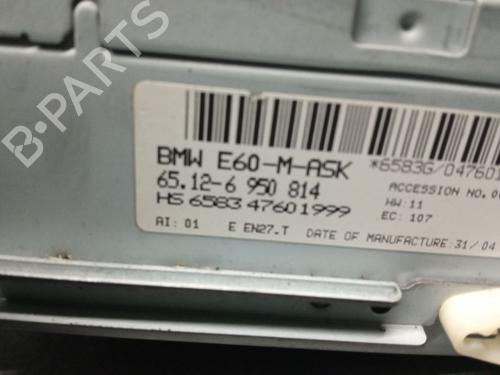 B-PARTS
BMW E60-M-ASK
*6583G/047601
65.12-6 950 814
ACCESSION NO.
HS 6583 47601999
HW:11
EC: 107
AI: 01 E EN27.T DATE OF MANUFACTURE:31/04